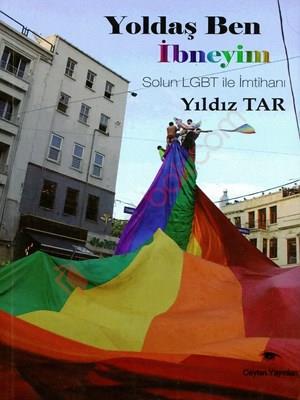 Yoldaş Ben
İbneyim
Solun LGBT ile İmtihanı
Yıldız TAR
Ceylan Yayınları